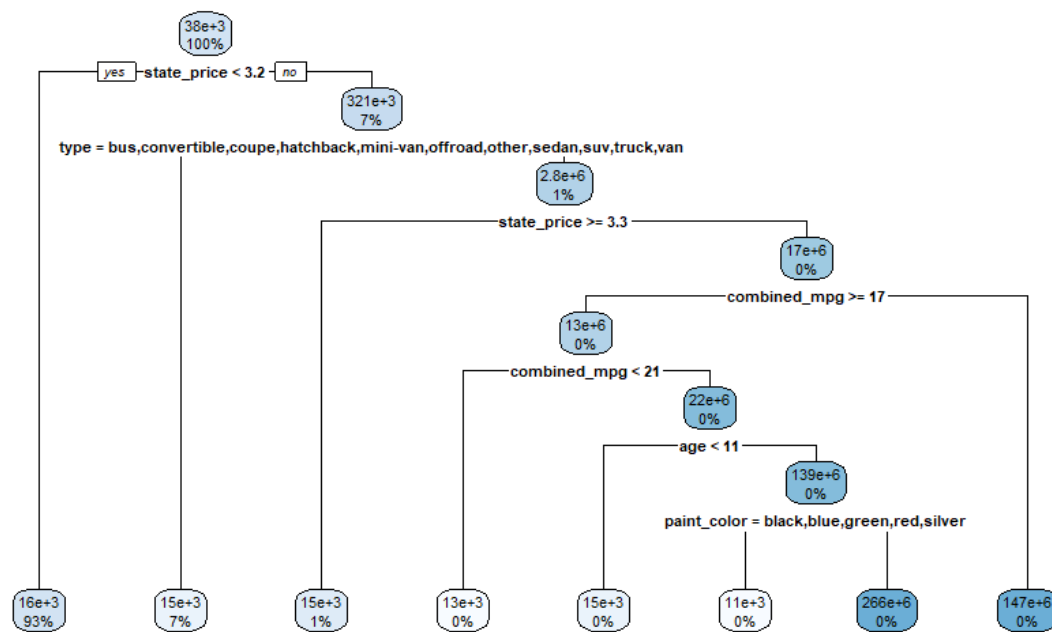 38e+3
100%
yes state_price < 3.2 no
321e+3
7%
type = bus,convertible,coupe,hatchback,mini-van,offroad,other,sedan,suv,truck,van
2.8e+6
1%
state_price >= 3.3
17e+6
0%
combined_mpg >= 17
13e+6
0%
combined_mpg < 21
22e+6
0%
age < 11
139e+6
0%
paint_color = black,blue,green,red,silver
16e+3
93%
15e+3
7%
15e+3
1%
13e+3
0%
15e+3
0%
11e+3
0%
266e+6
0%
147e+6
0%